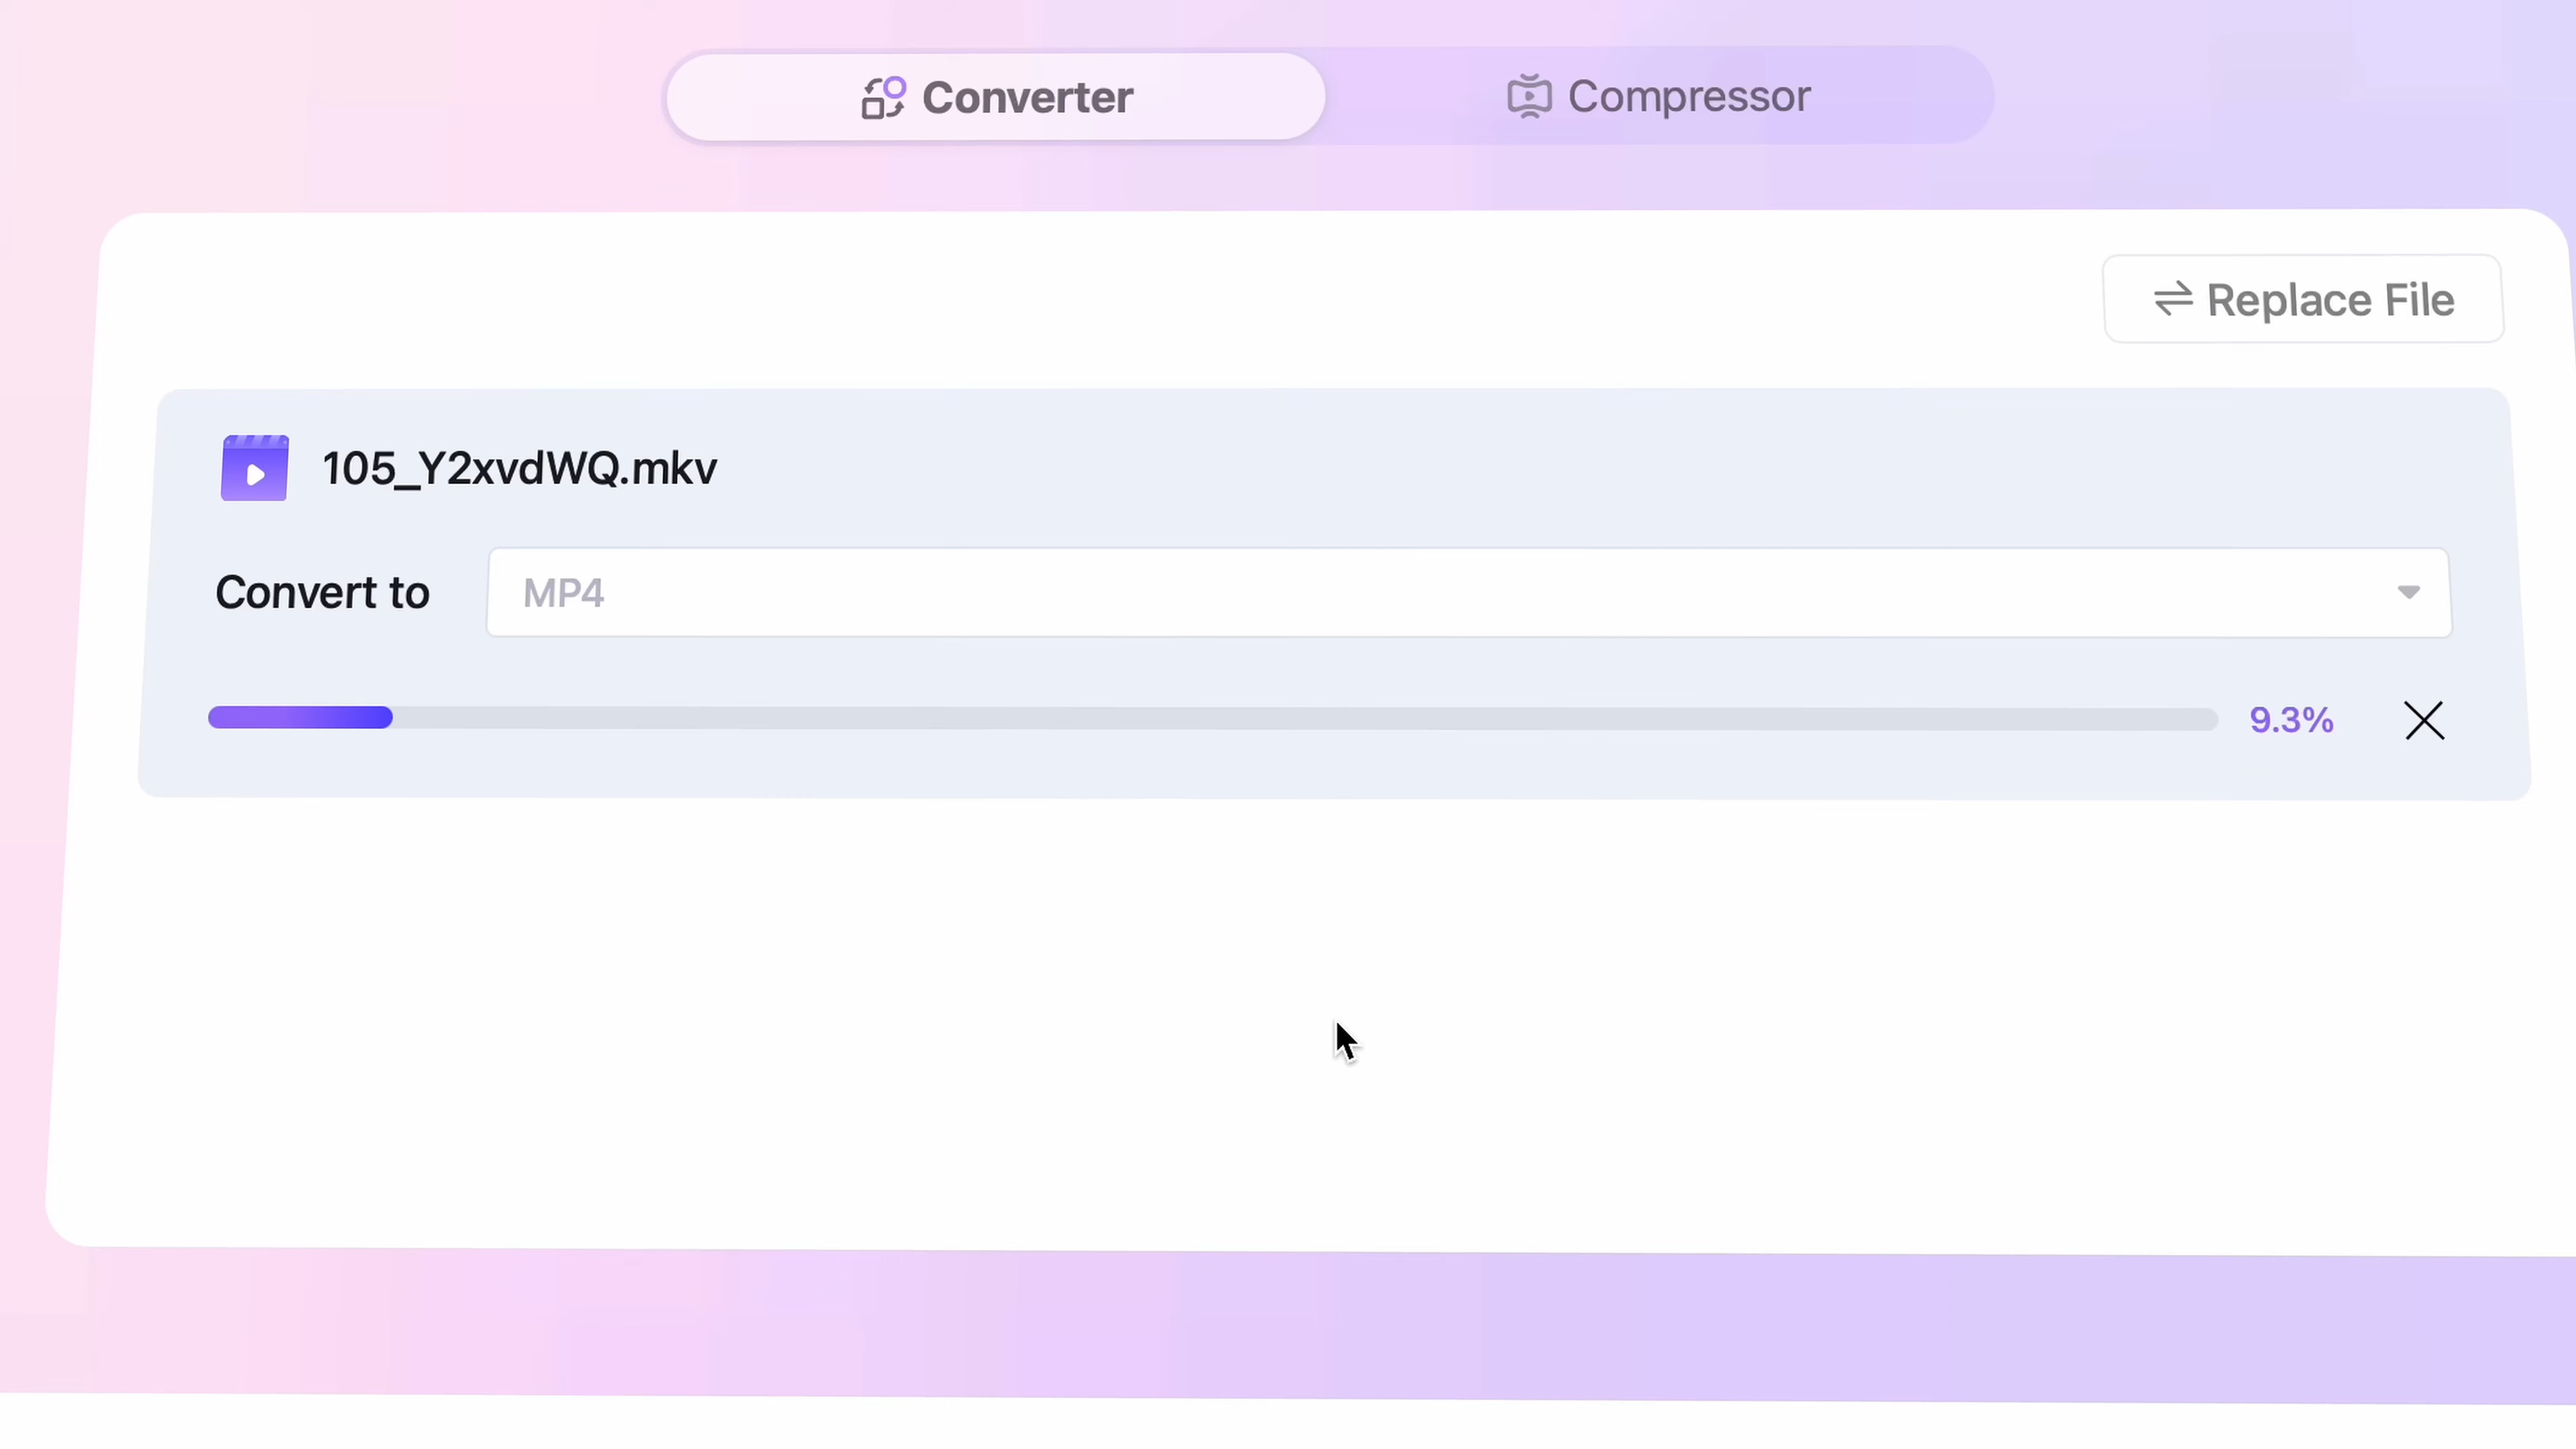 Converter
Compressor
Replace File
105_Y2xvdWQ.mkv
Convert to
MP4
9.3%